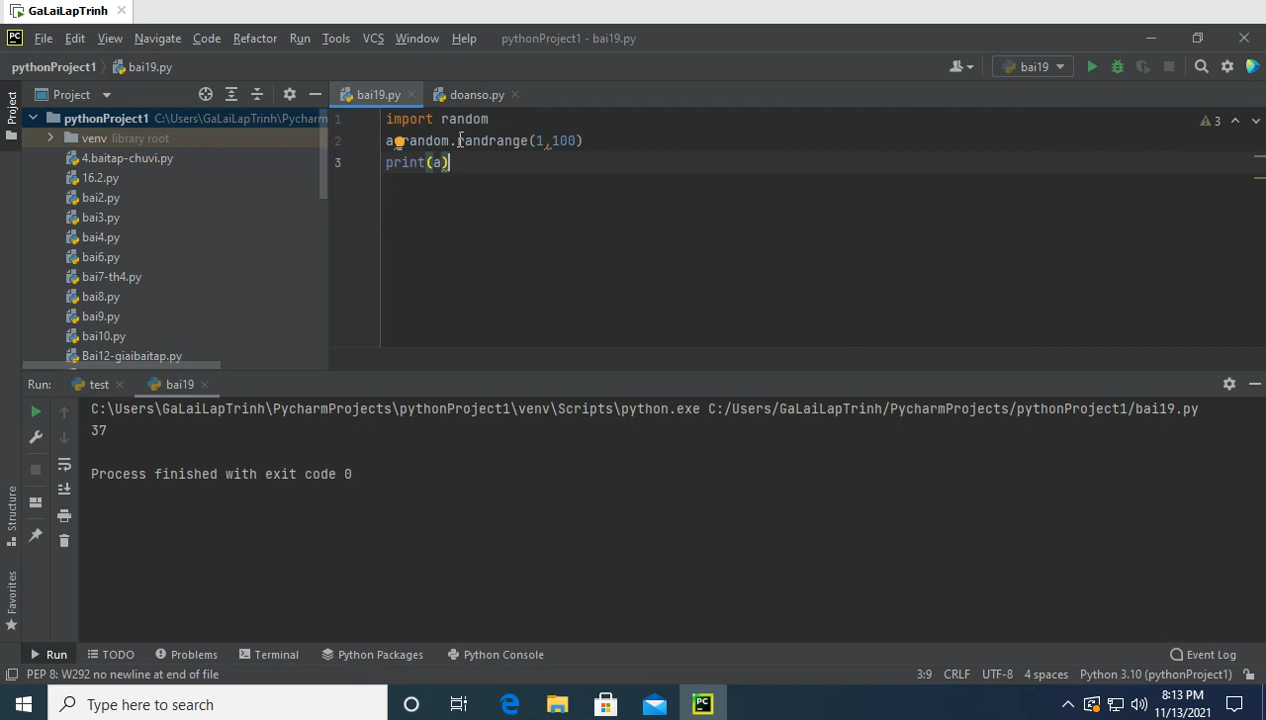 GaLaiLapTrinh
File Edit View Navigate Code Refactor Run Tools VCS Window Help pythonProject1 - bai19.py
pythonProject1 bai19.py bai19
Project
Project
bai19.py
doanso.py
pythonProject1 C:\Users\GaLaiLapTrinh\Pycharm
venv library root
4.baitap-chuvi.py
16.2.py
bai2.py
bai3.py
bai4.py
bai6.py
bai7-th4.py
bai8.py
bai9.py
bai10.py
Bai12-giaibaitap.py
1 import random
2 a random.randrange(1,100)
3 print(a)
3
Run: test bai19
C:\Users\GaLaiLapTrinh\PycharmProjects\pythonProject1\venv\Scripts\python.exe C:/Users/GaLaiLapTrinh/PycharmProjects/pythonProject1/bai19.py
37
Process finished with exit code 0
Structure
Favorites
Run TODO Problems Terminal Python Packages Python Console Event Log
PEP 8: W292 no newline at end of file 3:9 CRLF UTF-8 4 spaces Python 3.10 (pythonProject1)
Type here to search
8:13 PM
11/13/2021